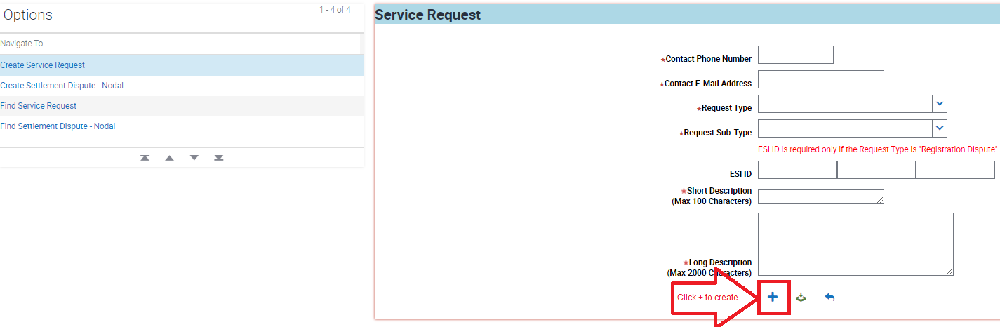 Options
1 - 4 of 4
Navigate To
Create Service Request
Create Settlement Dispute - Nodal
Find Service Request
Find Settlement Dispute - Nodal
Service Request
*Contact Phone Number
*Contact E-Mail Address
*Request Type
*Request Sub-Type
ESI ID is required only if the Request Type is "Registration Dispute"
ESI ID
*Short Description
(Max 100 Characters)
*Long Description
(Max 2000 Characters)
Click + to create